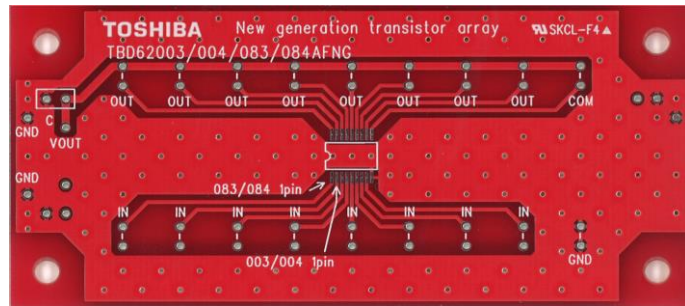 TOSHIBA New generation transistor array SKCL-F4
TBD62003/004/083/084AFNG
OUT OUT OUT OUT OUT OUT OUT OUT COM
C
GND
VOUT
GND
083/084 1pin
IN IN IN IN IN IN IN IN
003/004 1pin
GND